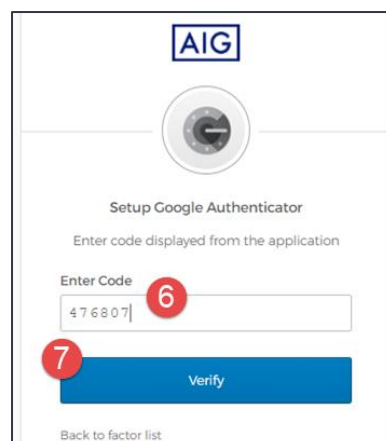 AIG
Setup Google Authenticator
Enter code displayed from the application
Enter Code
6
476807
7
Verify
Back to factor list